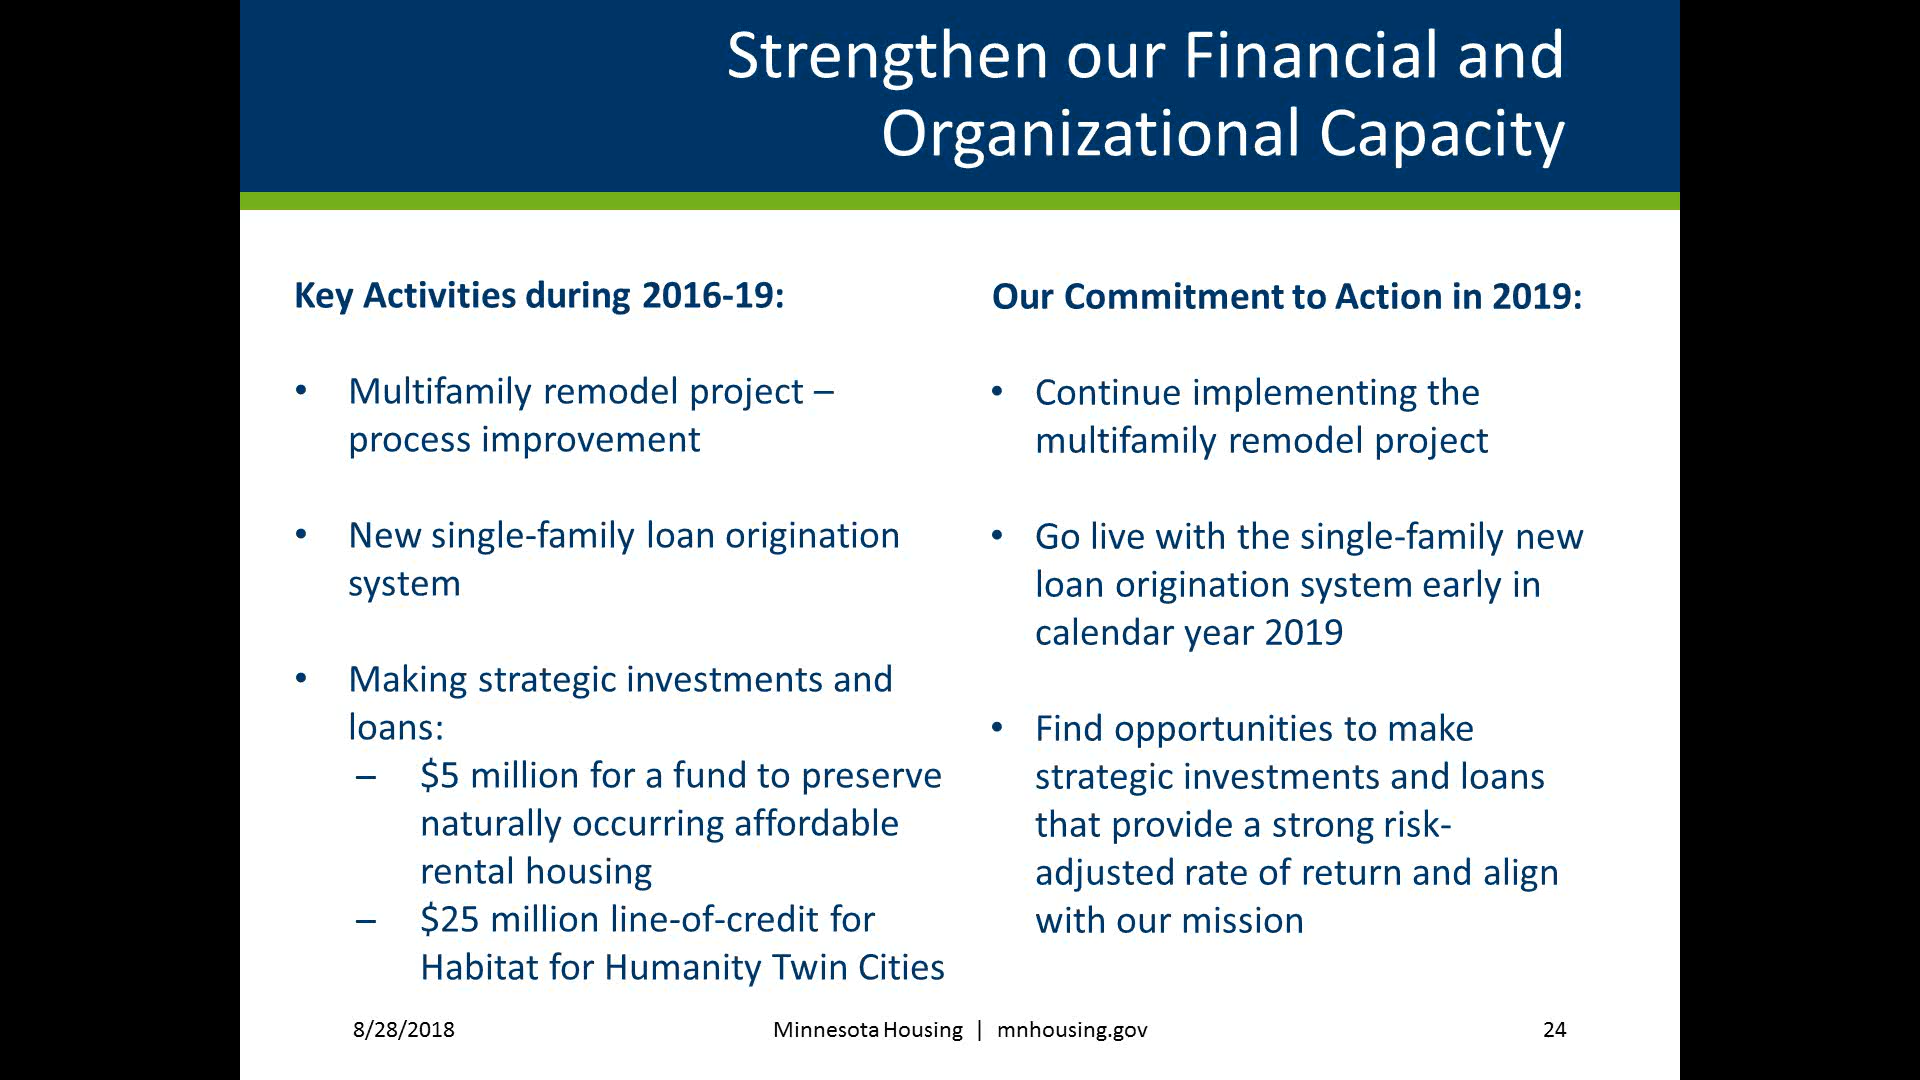 Strengthen our Financial and
Organizational Capacity
Key Activities during 2016-19:
• Multifamily remodel project –
process improvement
• New single-family loan origination
system
• Making strategic investments and
loans:
– $5 million for a fund to preserve
naturally occurring affordable
rental housing
– $25 million line-of-credit for
Habitat for Humanity Twin Cities
Our Commitment to Action in 2019:
• Continue implementing the
multifamily remodel project
• Go live with the single-family new
loan origination system early in
calendar year 2019
• Find opportunities to make
strategic investments and loans
that provide a strong risk-
adjusted rate of return and align
with our mission
8/28/2018
Minnesota Housing | mnhousing.gov
24